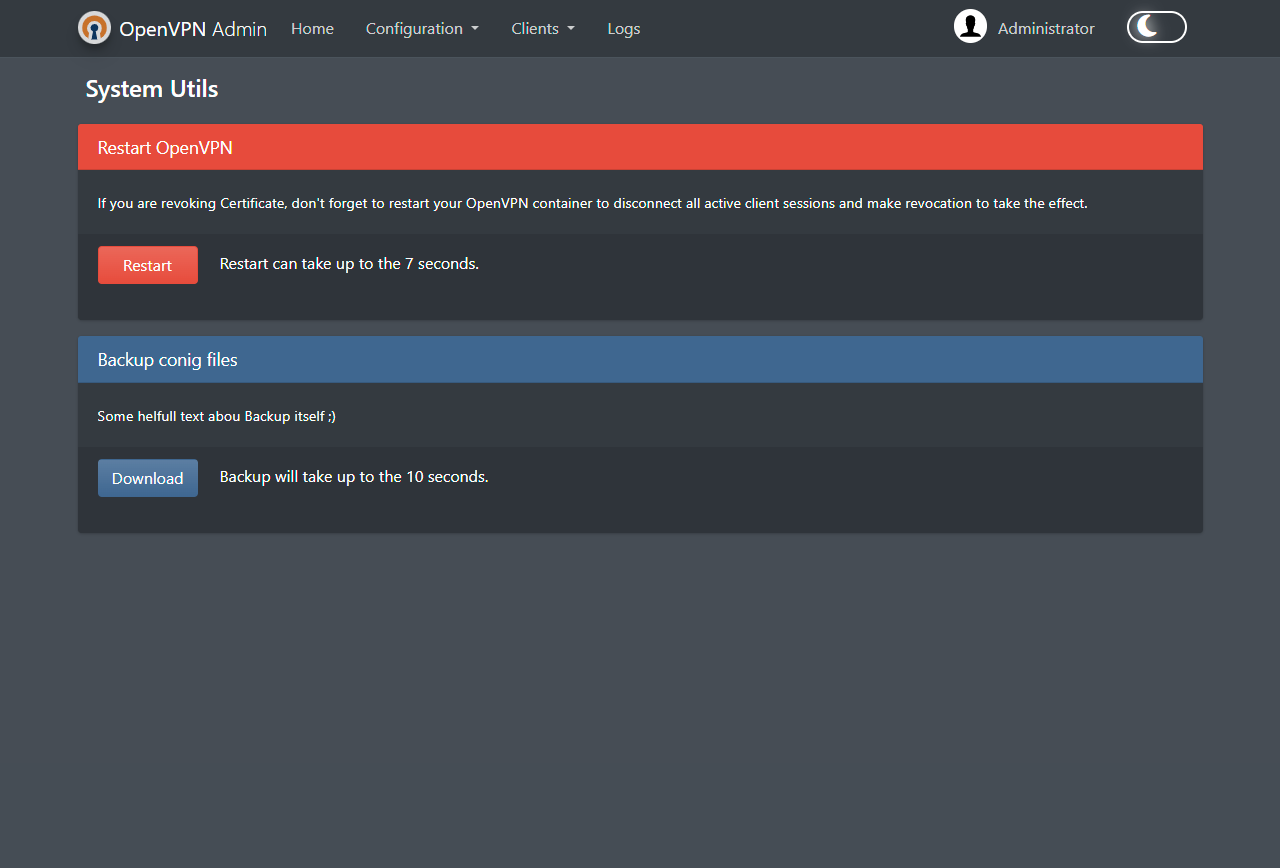 OpenVPN Admin Home Configuration Clients Logs Administrator
System Utils
Restart OpenVPN
If you are revoking Certificate, don't forget to restart your OpenVPN container to disconnect all active client sessions and make revocation to take the effect.
Restart Restart can take up to the 7 seconds.
Backup conig files
Some helfull text abou Backup itself ;)
Download Backup will take up to the 10 seconds.